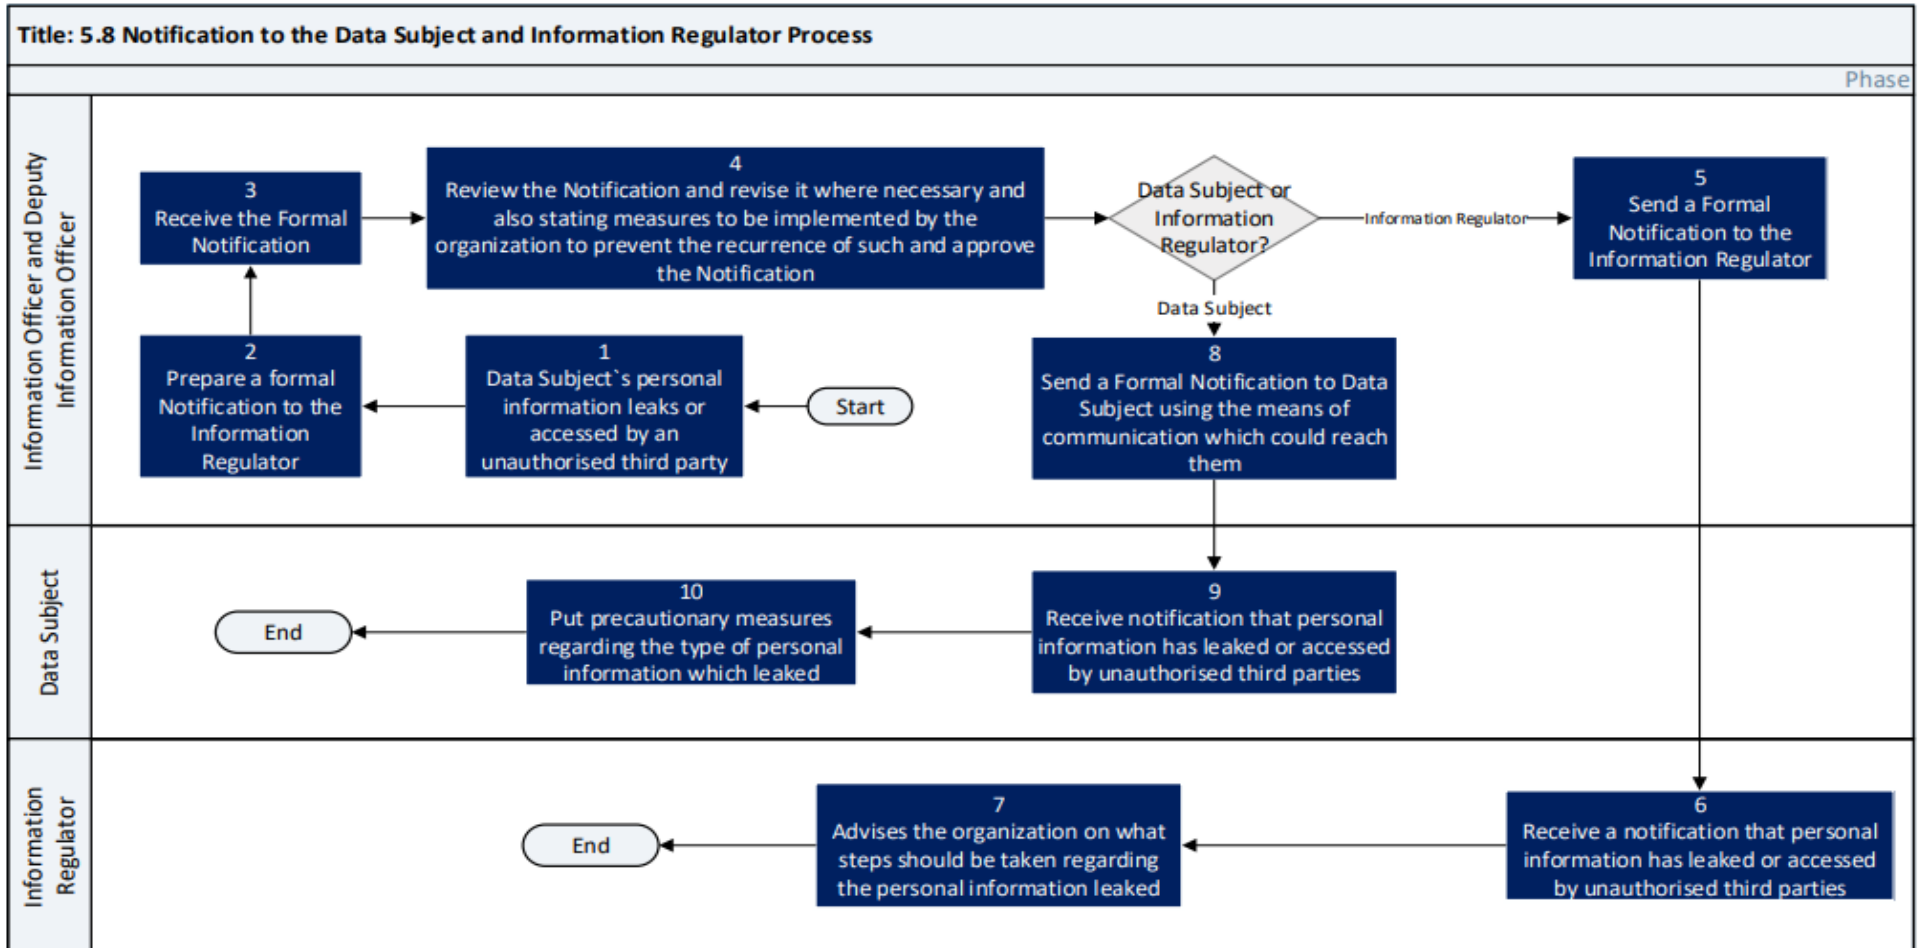 Title: 5.8 Notification to the Data Subject and Information Regulator Process
Phase
Information Officer and Deputy
Information Officer
3
Receive the Formal
Notification
4
Review the Notification and revise it where necessary and
also stating measures to be implemented by the
organization to prevent the recurrence of such and approve
the Notification
Data Subject or
Information
Regulator?
Information Regulator
5
Send a Formal
Notification to the
Information Regulator
Data Subject
2
Prepare a formal
Notification to the
Information
Regulator
1
Data Subject`s personal
information leaks or
accessed by an
unauthorised third party
Start
8
Send a Formal Notification to Data
Subject using the means of
communication which could reach
them
Data Subject
End
10
Put precautionary measures
regarding the type of personal
information which leaked
9
Receive notification that personal
information has leaked or accessed
by unauthorised third parties
Information
Regulator
End
7
Advises the organization on what
steps should be taken regarding
the personal information leaked
6
Receive a notification that personal
information has leaked or accessed
by unauthorised third parties